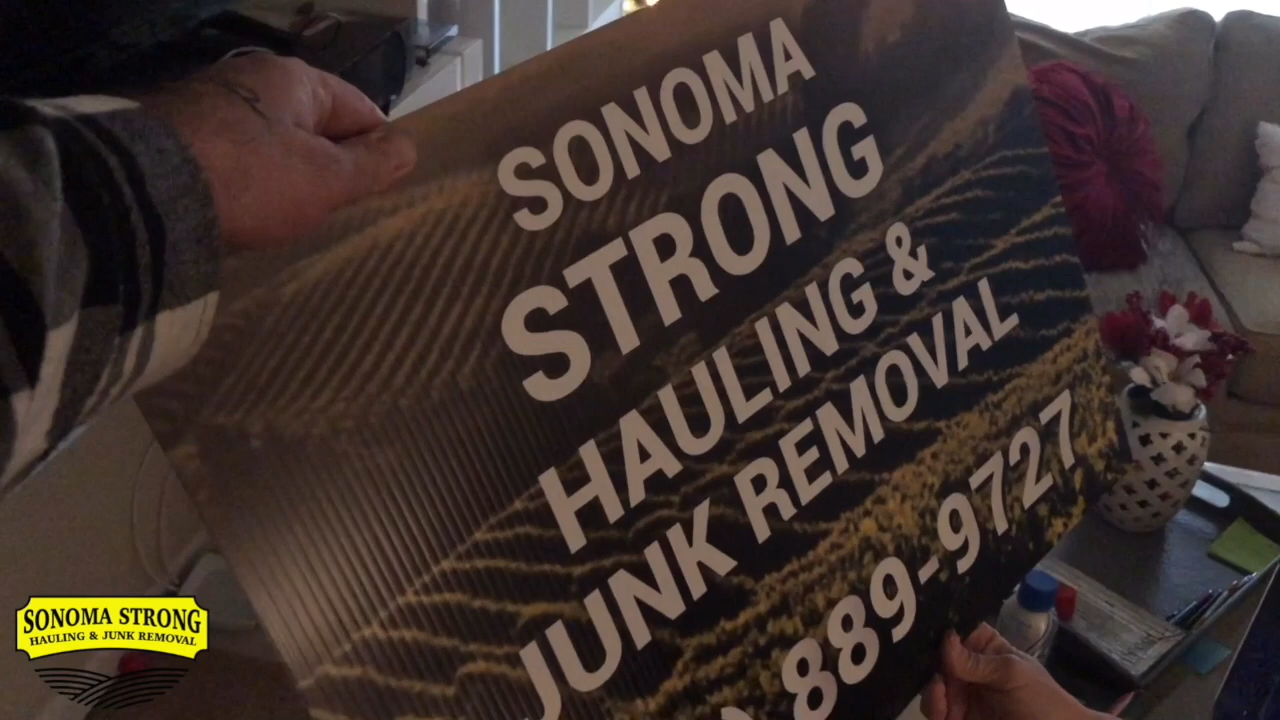 SONOMA
STRONG
HAULING &
JUNK REMOVAL
) 889-9727
SONOMA STRONG
HAULING & JUNK REMOVAL